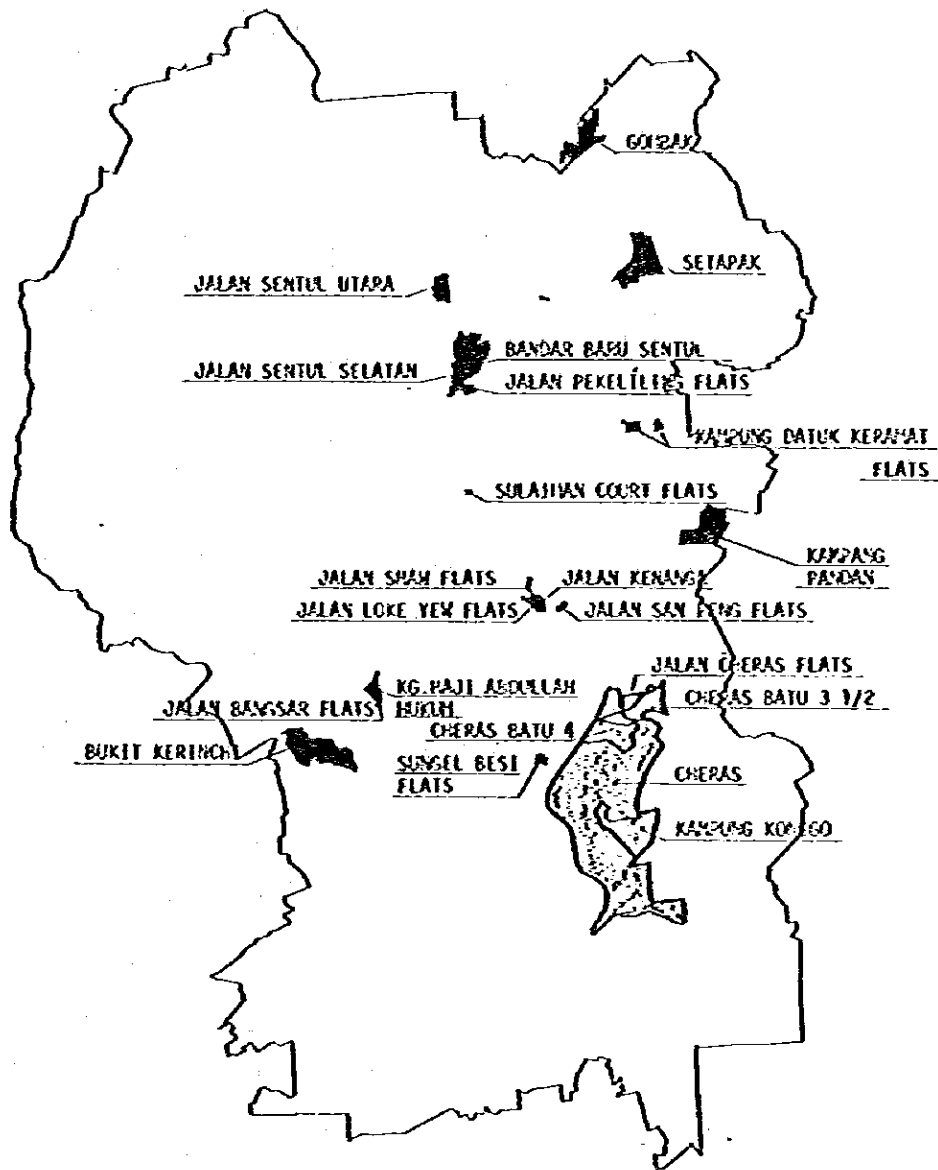 GOMBAK
SETAPAK
JALAN SENTUL UTARA
BANDAR BARU SENTUL
JALAN SENTUL SELATAN
JALAN PEKELILING FLATS
KAMPUNG DATUK KERAMAT
FLATS
SULAIMAN COURT FLATS
KAMPANG
PANDAN
JALAN SHAW FLATS
JALAN KENANGA
JALAN LOKE YEW FLATS
JALAN SAN PENG FLATS
JALAN CHERAS FLATS
KG.HAJI ABDULLAH
HUKUM
CHERAS BATU 3 1/2
JALAN BANGSAR FLATS
CHERAS BATU 4
BUKIT KERINCHI
SUNGEL BESI
FLATS
CHERAS
KAMPUNG KONGGO